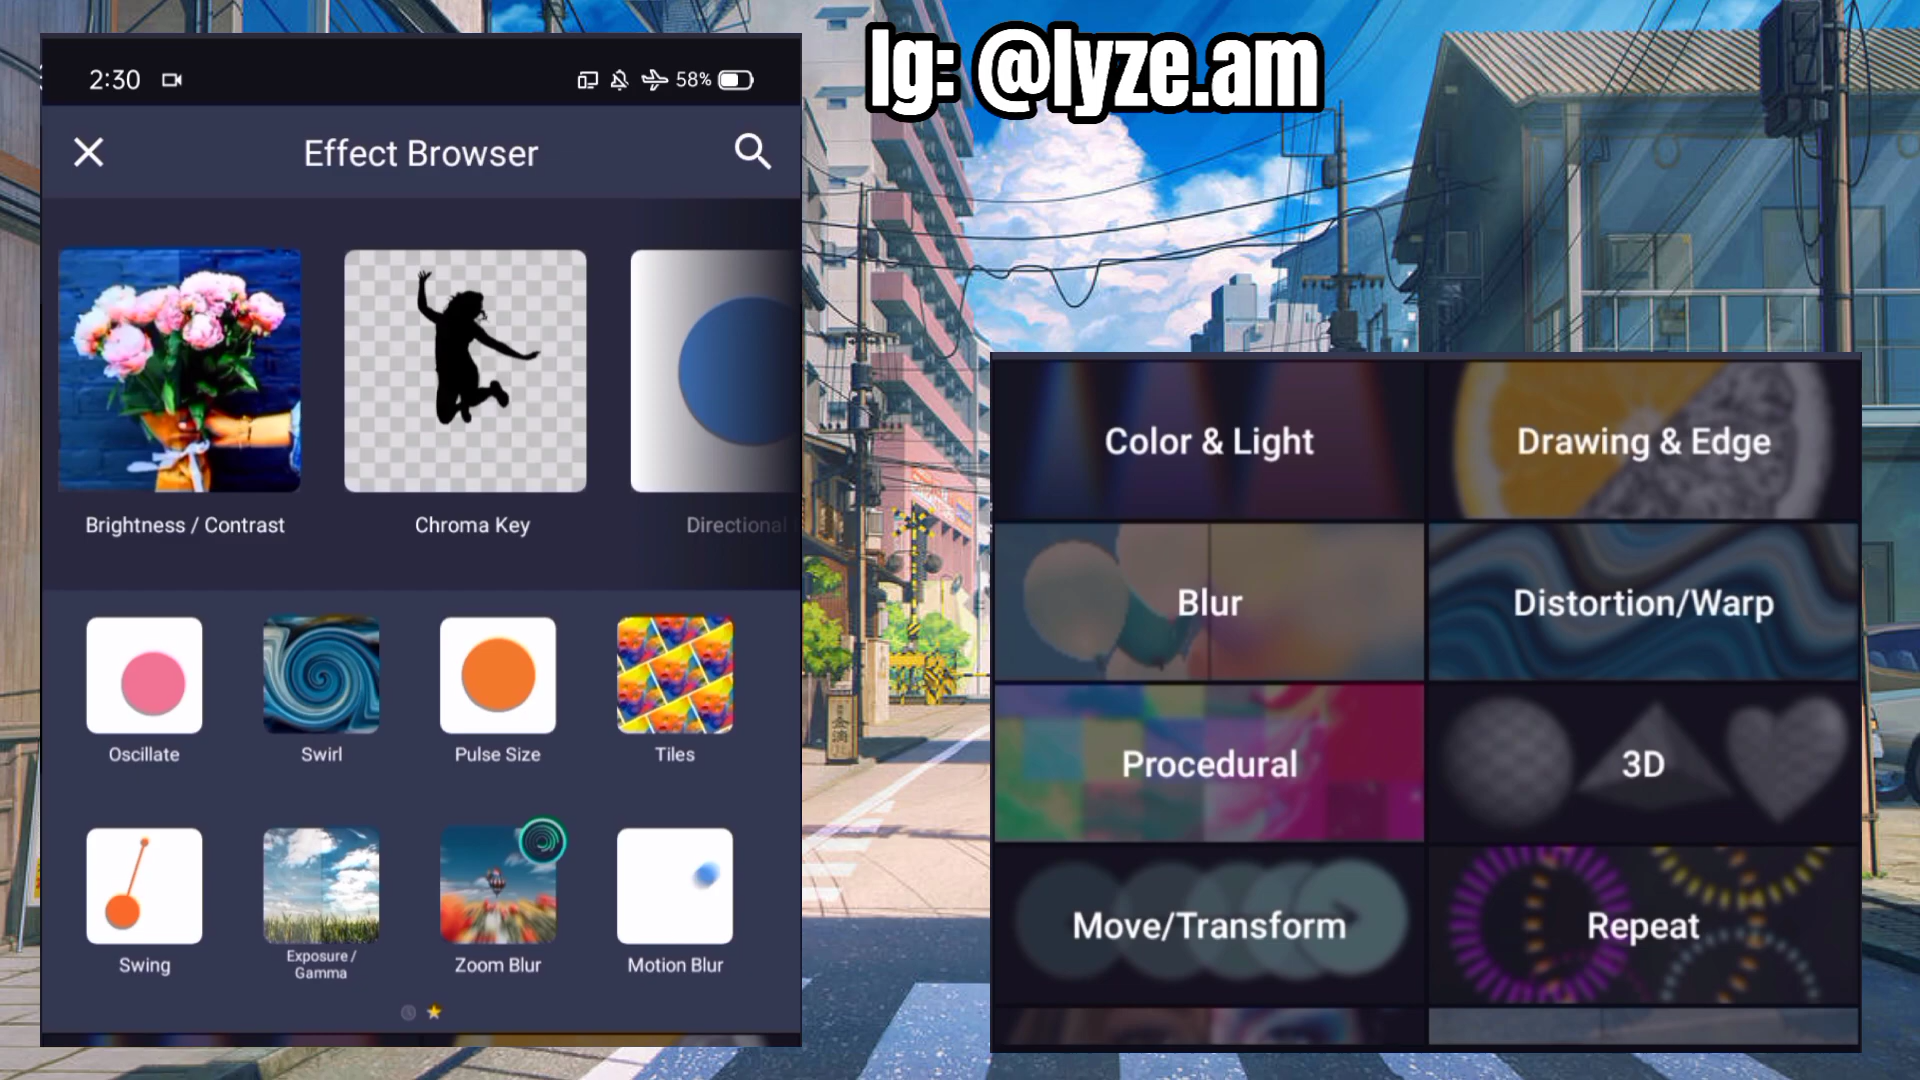 Ig: @lyze.am
2:30
58%
Effect Browser
Brightness / Contrast
Chroma Key
Directional
Oscillate
Swirl
Pulse Size
Tiles
Swing
Exposure /
Gamma
Zoom Blur
Motion Blur
Color & Light
Drawing & Edge
Blur
Distortion/Warp
Procedural
3D
Move/Transform
Repeat